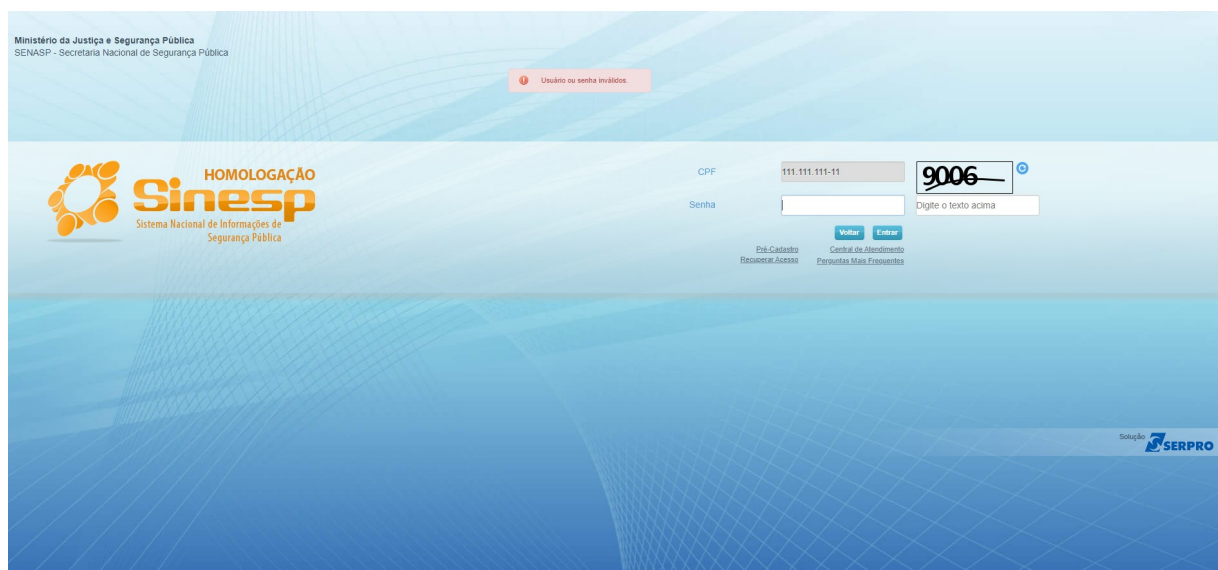 Ministério da Justiça e Segurança Pública
SENASP - Secretaria Nacional de Segurança Pública
Usuário ou senha inválidos.
HOMOLOGAÇÃO
Sinesp
Sistema Nacional de Informações de
Segurança Pública
CPF
111.111.111-11
9006
Senha
Digite o texto acima
Voltar
Entrar
Pré-Cadastro
Central de Atendimento
Recuperar Acesso
Perguntas Mais Frequentes
Solução
SERPRO